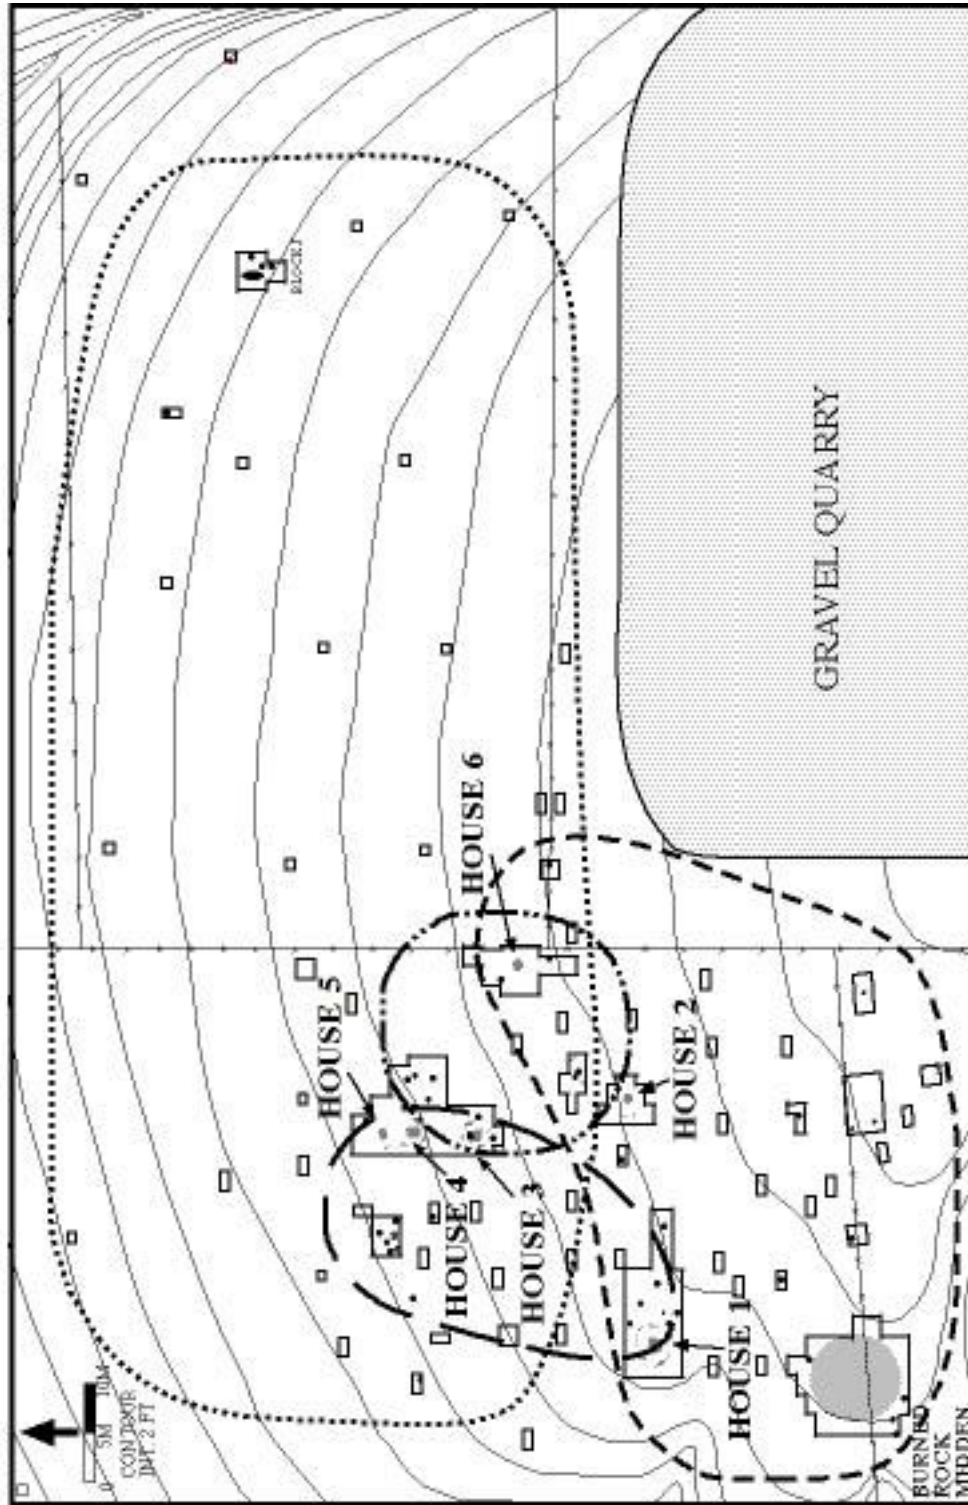 BLOCK 1
GRAVEL QUARRY
HOUSE 6
HOUSE 5
HOUSE 2
HOUSE 4
HOUSE 3
HOUSE 1
0 5M 10M
CONTOUR
INT. 2 FT
BURNED
ROCK
MIDDEN